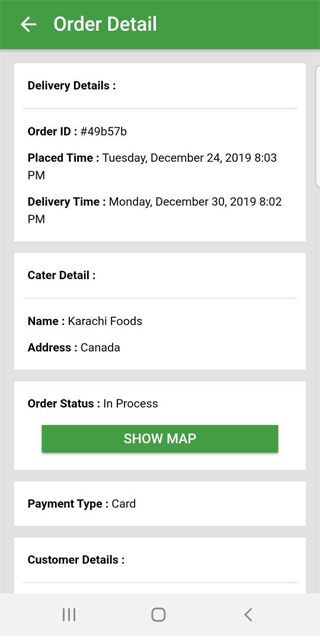 Order Detail
Delivery Details :
Order ID : #49b57b
Placed Time : Tuesday, December 24, 2019 8:03
PM
Delivery Time : Monday, December 30, 2019 8:02
PM
Cater Detail :
Name : Karachi Foods
Address : Canada
Order Status : In Process
SHOW MAP
Payment Type : Card
Customer Details :